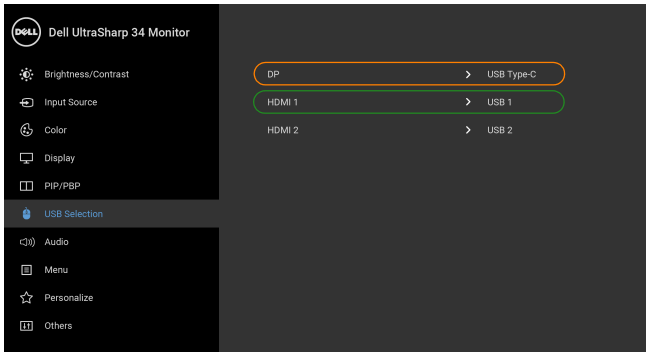 DELL Dell UltraSharp 34 Monitor
Brightness/Contrast
Input Source
Color
Display
PIP/PBP
USB Selection
Audio
Menu
Personalize
Others
DP > USB Type-C
HDMI 1 > USB 1
HDMI 2 > USB 2